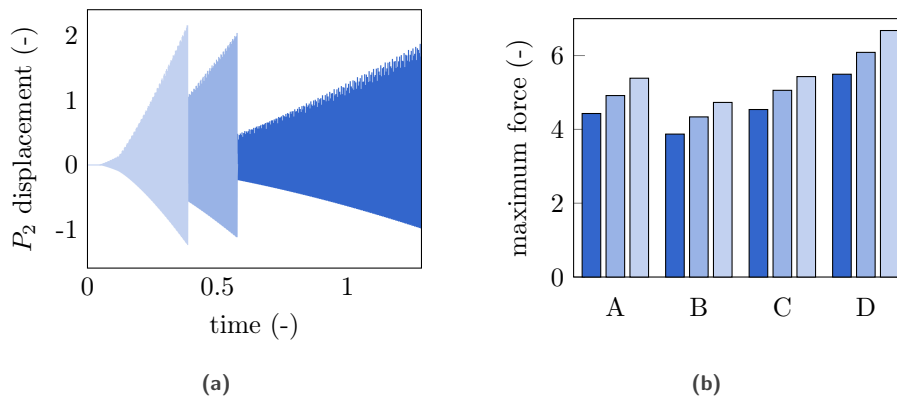 P₂ displacement (-)
2
1
0
-1
0
0.5
1
time (-)
(a)
maximum force (-)
6
4
2
0
A
B
C
D
(b)